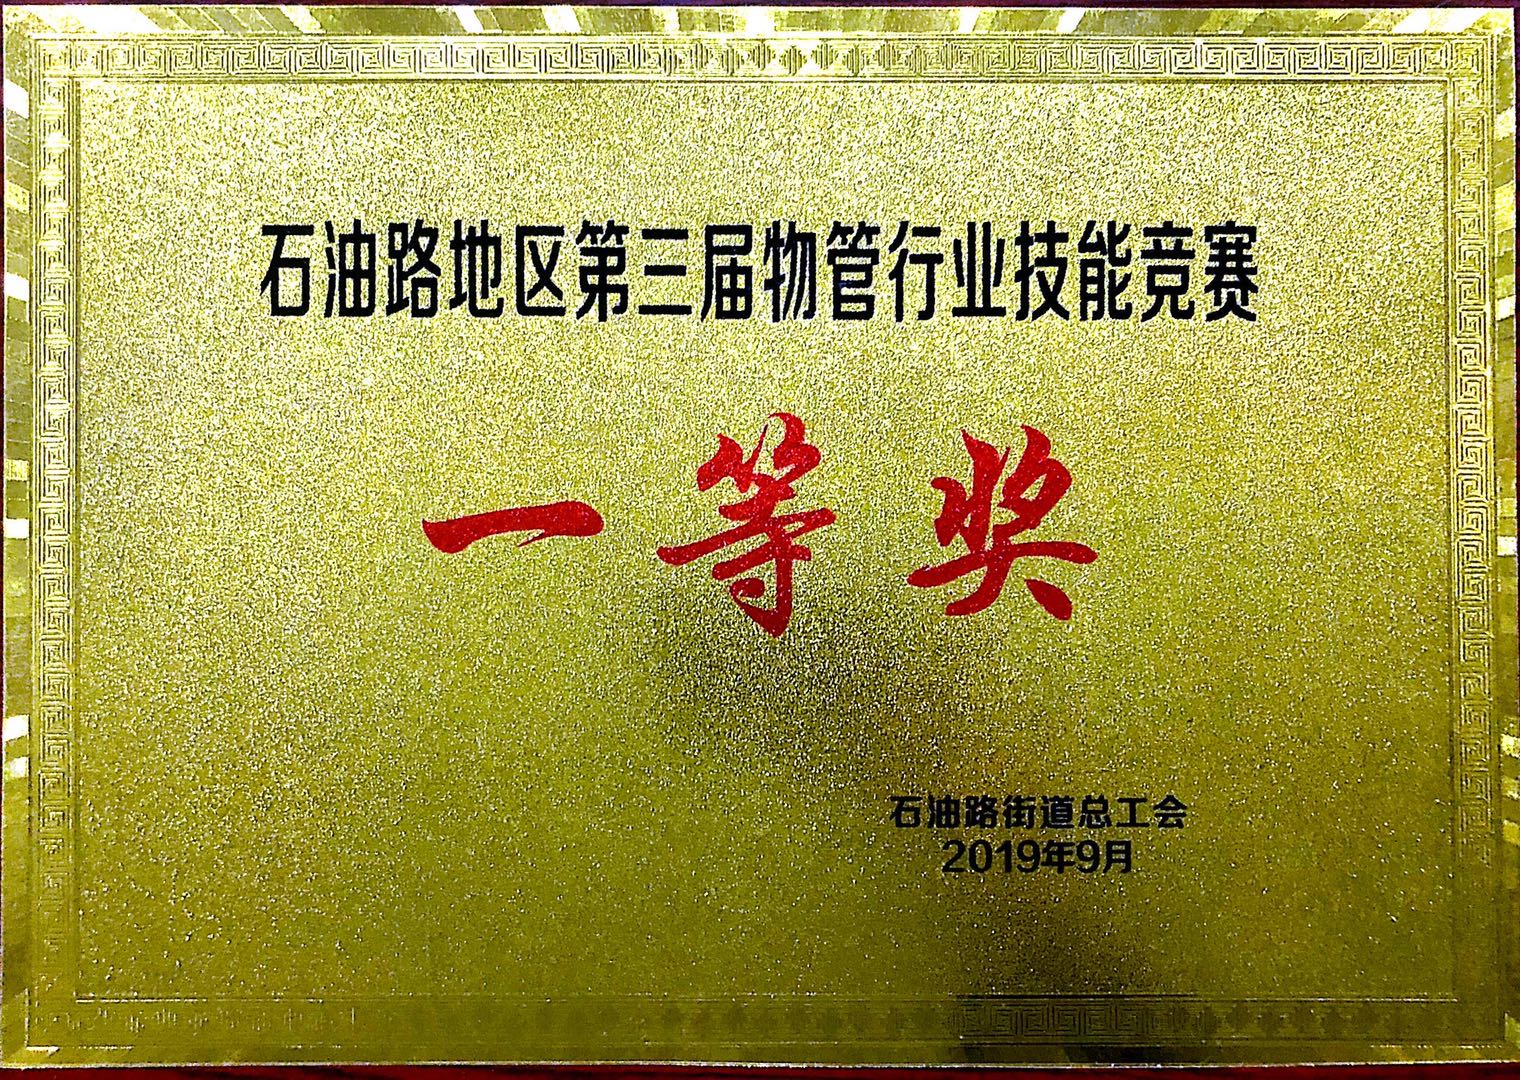 石油路地区第三届物管行业技能竞赛
一等奖
石油路街道总工会
2019年9月